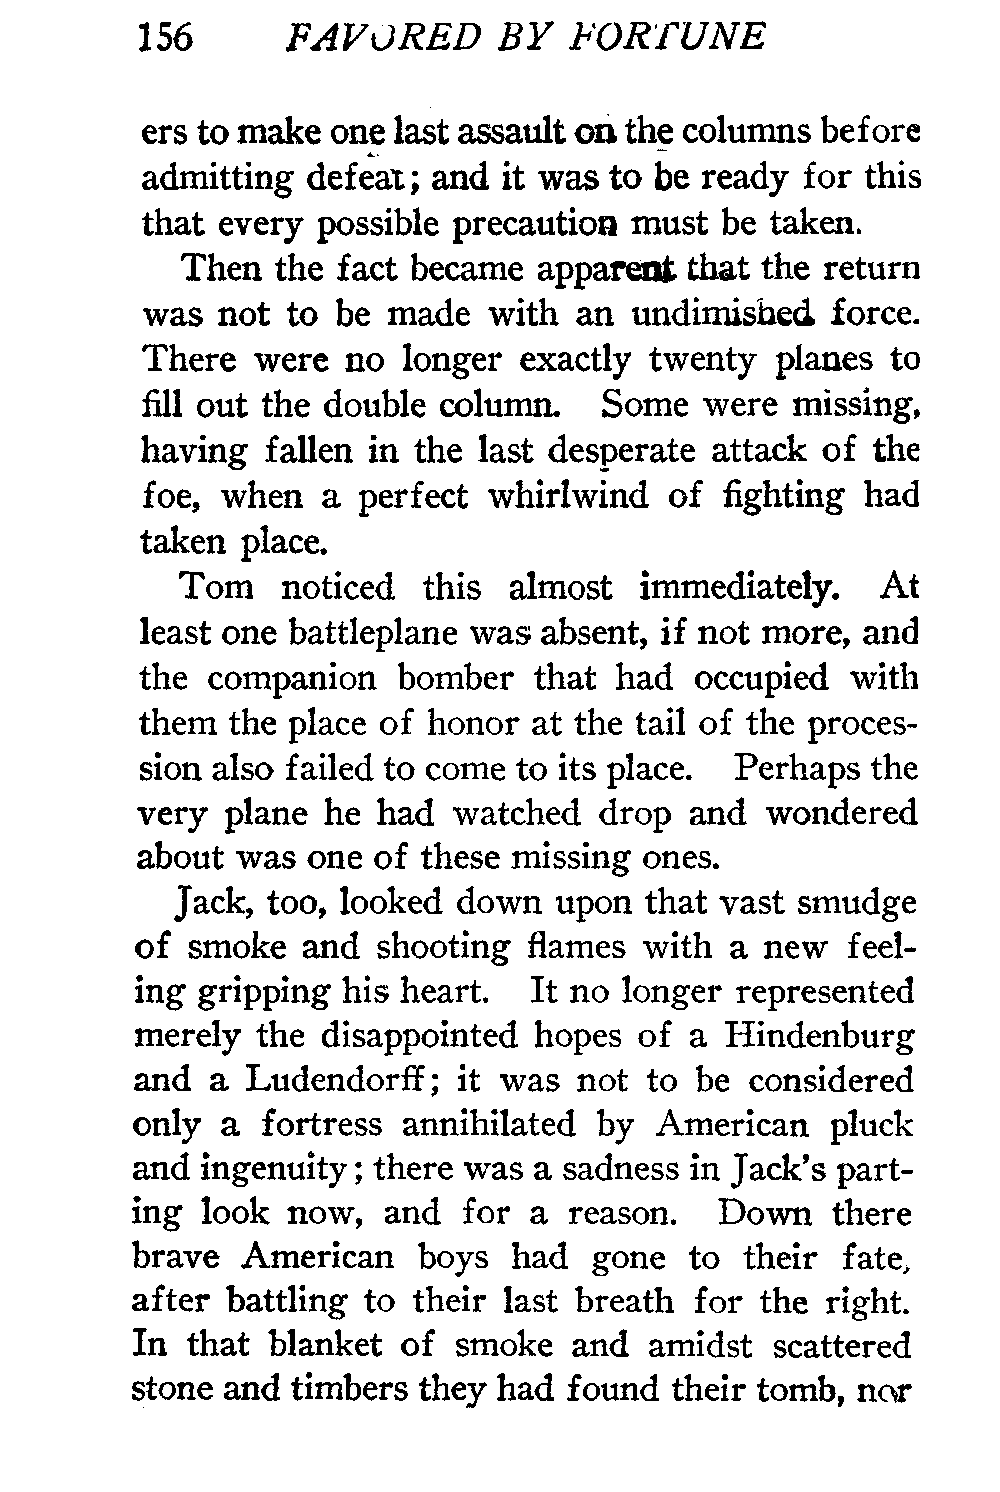 156 FAVORED BY FORTUNE
ers to make one last assault on the columns before
admitting defeat; and it was to be ready for this
that every possible precaution must be taken.
Then the fact became apparent that the return
was not to be made with an undimished force.
There were no longer exactly twenty planes to
fill out the double column. Some were missing,
having fallen in the last desperate attack of the
foe, when a perfect whirlwind of fighting had
taken place.
Tom noticed this almost immediately. At
least one battleplane was absent, if not more, and
the companion bomber that had occupied with
them the place of honor at the tail of the proces-
sion also failed to come to its place. Perhaps the
very plane he had watched drop and wondered
about was one of these missing ones.
Jack, too, looked down upon that vast smudge
of smoke and shooting flames with a new feel-
ing gripping his heart. It no longer represented
merely the disappointed hopes of a Hindenburg
and a Ludendorff; it was not to be considered
only a fortress annihilated by American pluck
and ingenuity; there was a sadness in Jack's part-
ing look now, and for a reason. Down there
brave American boys had gone to their fate,
after battling to their last breath for the right.
In that blanket of smoke and amidst scattered
stone and timbers they had found their tomb, nor